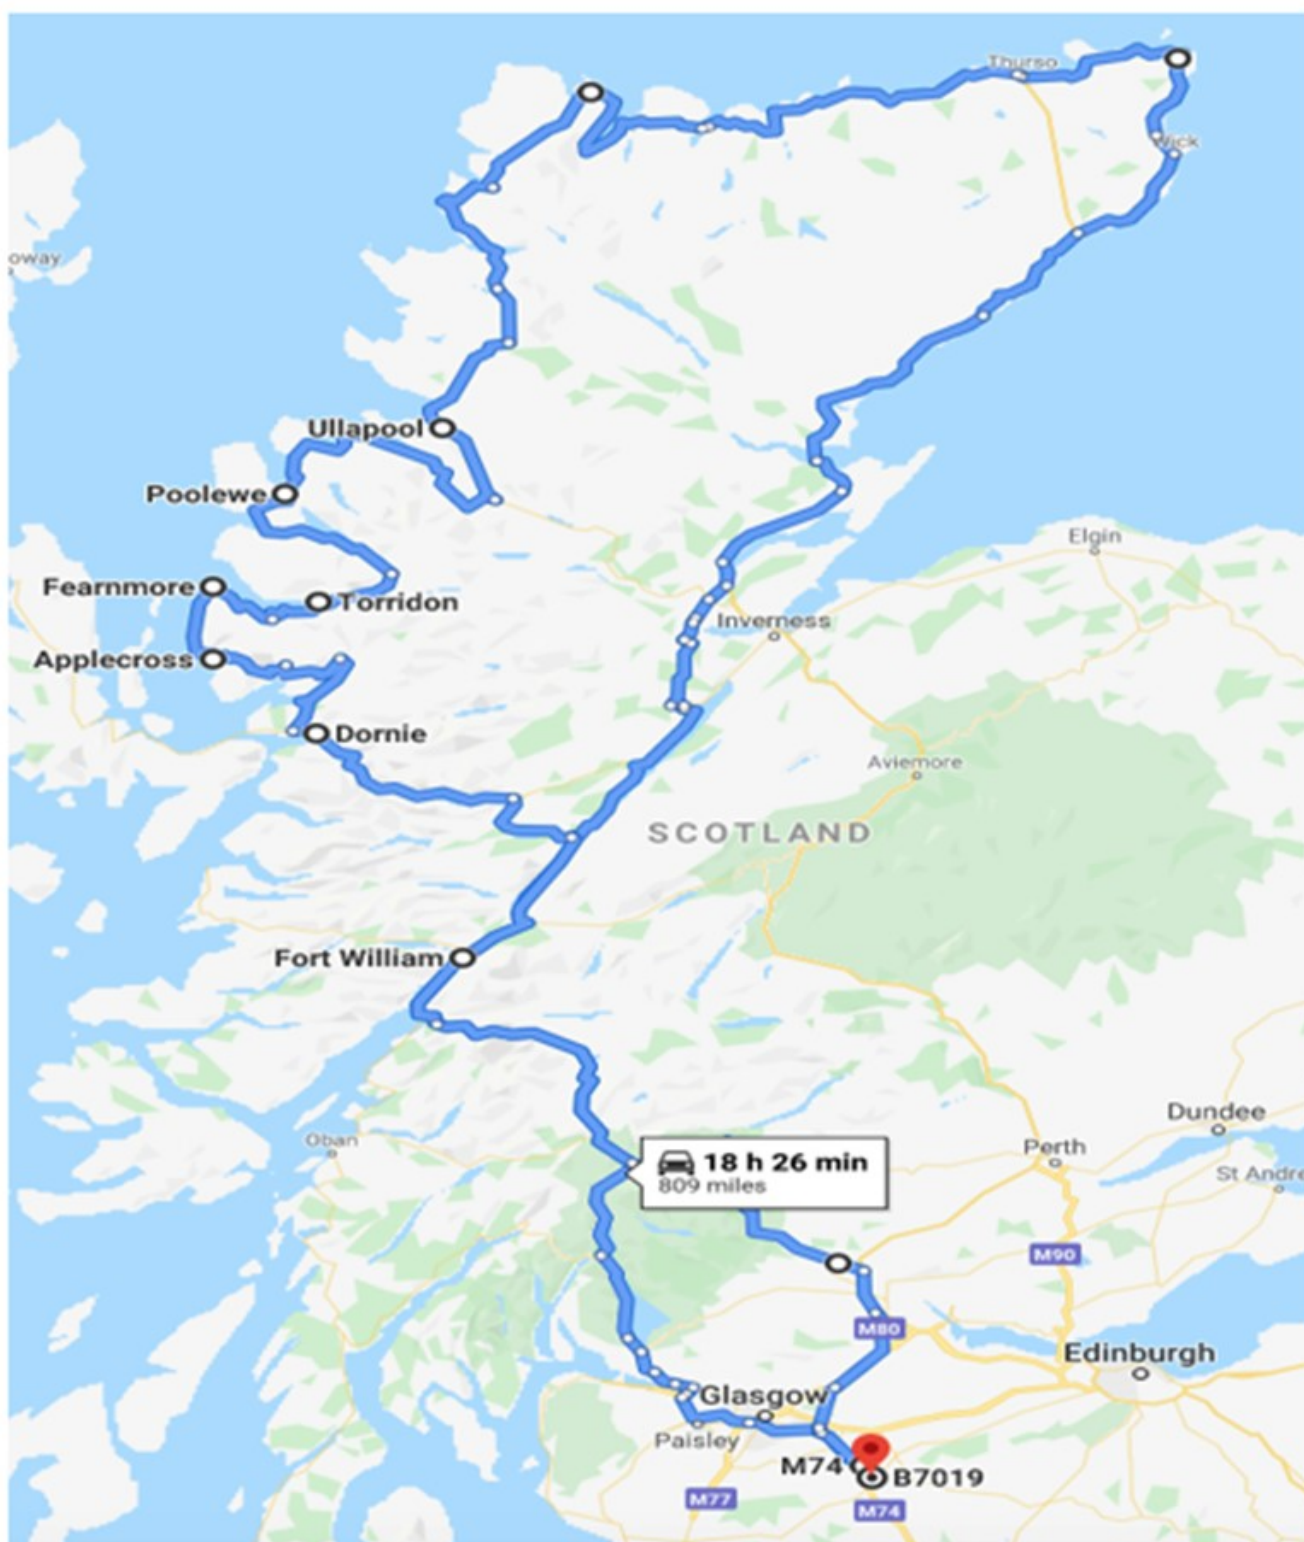 Thurso
Wick
oway
Ullapool
Poolewe
Elgin
Fearnmore
Torridon
Inverness
Applecross
Dornie
Aviemore
SCOTLAND
Fort William
Dundee
Oban
Perth
18 h 26 min
809 miles
St Andre
M90
M80
Edinburgh
Glasgow
Paisley
M74
B7019
M77
M74